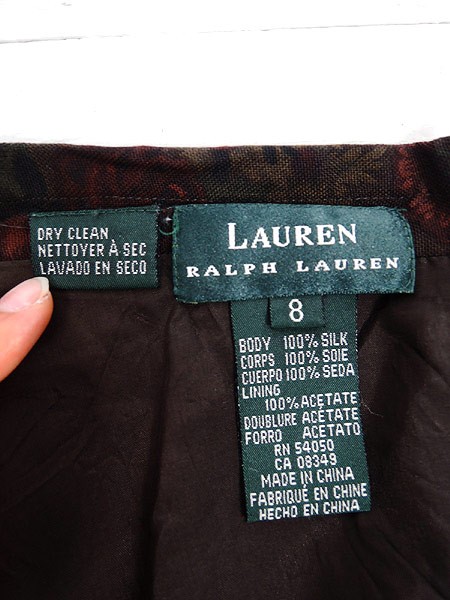 DRY CLEAN
NETTOYER À SEC
LAVADO EN SECO
LAUREN
RALPH LAUREN
8
BODY 100% SILK
CORPS 100% SOIE
CUERPO 100% SEDA
LINING
100% ACETATE
DOUBLURE ACÉTATE
FORRO ACETATO
RN 54050
CA 08349
MADE IN CHINA
FABRIQUÉ EN CHINE
HECHO EN CHINA